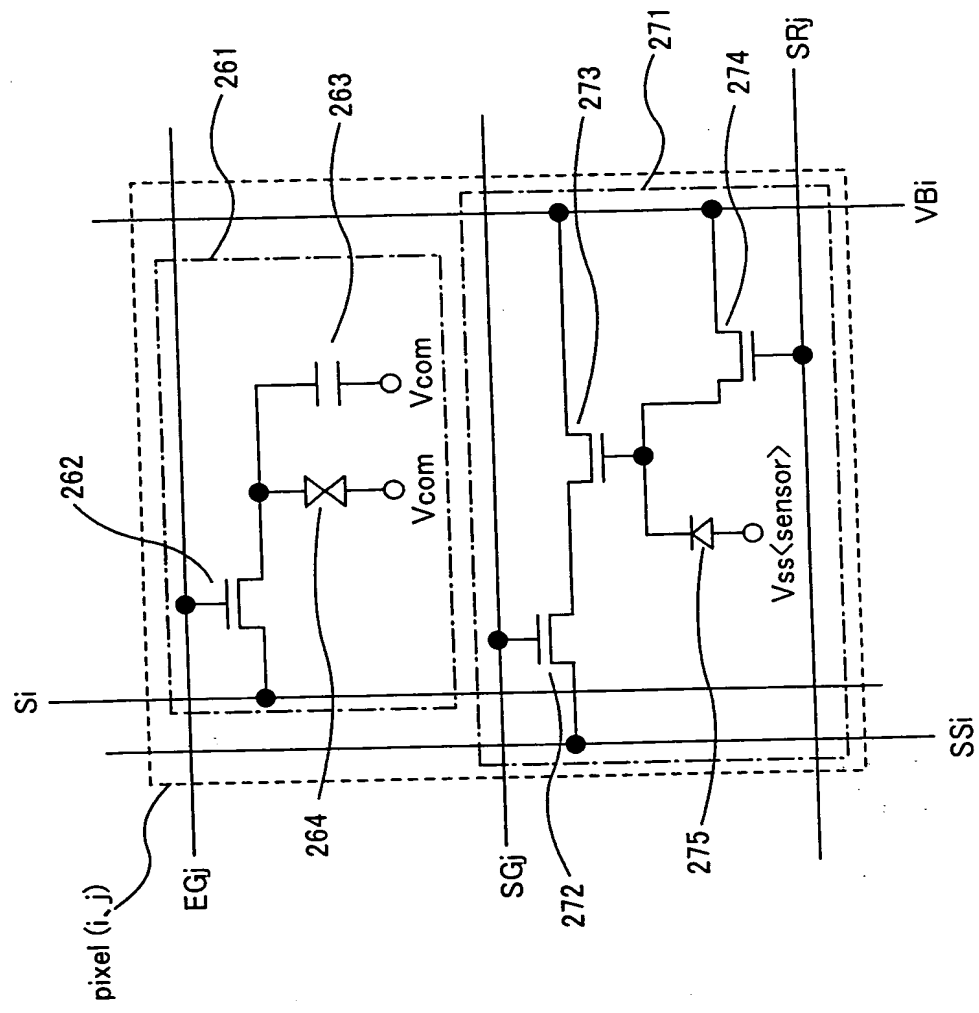 Si
pixel (i, j)
EGj
262
264
Vcom
Vcom
261
263
SGj
272
275
Vss<sensor>
273
271
274
SRj
SSi
VBi